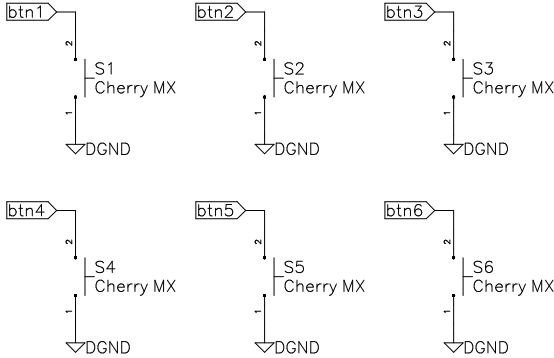 btn1 btn2 btn3
2 2 2
S1 S2 S3
Cherry MX Cherry MX Cherry MX
1 1 1
DGND DGND DGND
btn4 btn5 btn6
2 2 2
S4 S5 S6
Cherry MX Cherry MX Cherry MX
1 1 1
DGND DGND DGND